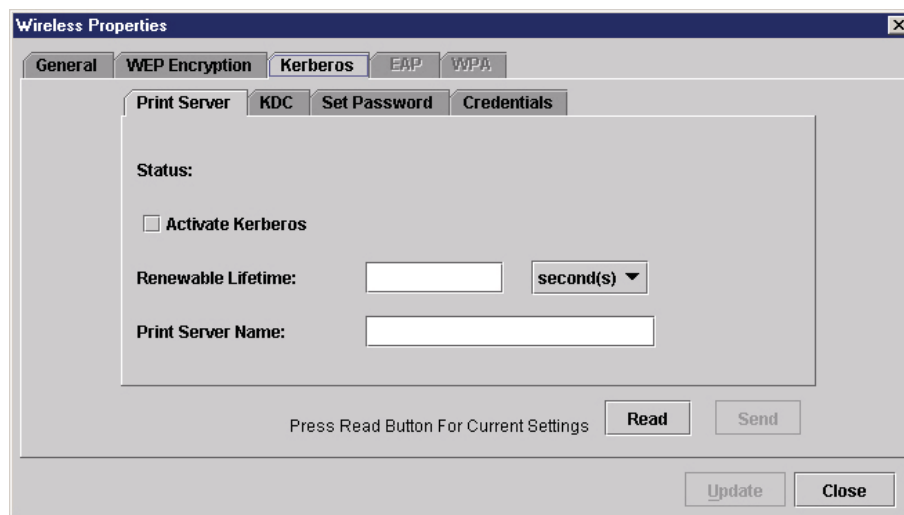 Wireless Properties
General WEP Encryption Kerberos EAP WPA
Print Server KDC Set Password Credentials
Status:
Activate Kerberos
Renewable Lifetime: second(s)
Print Server Name:
Press Read Button For Current Settings Read Send
Update Close